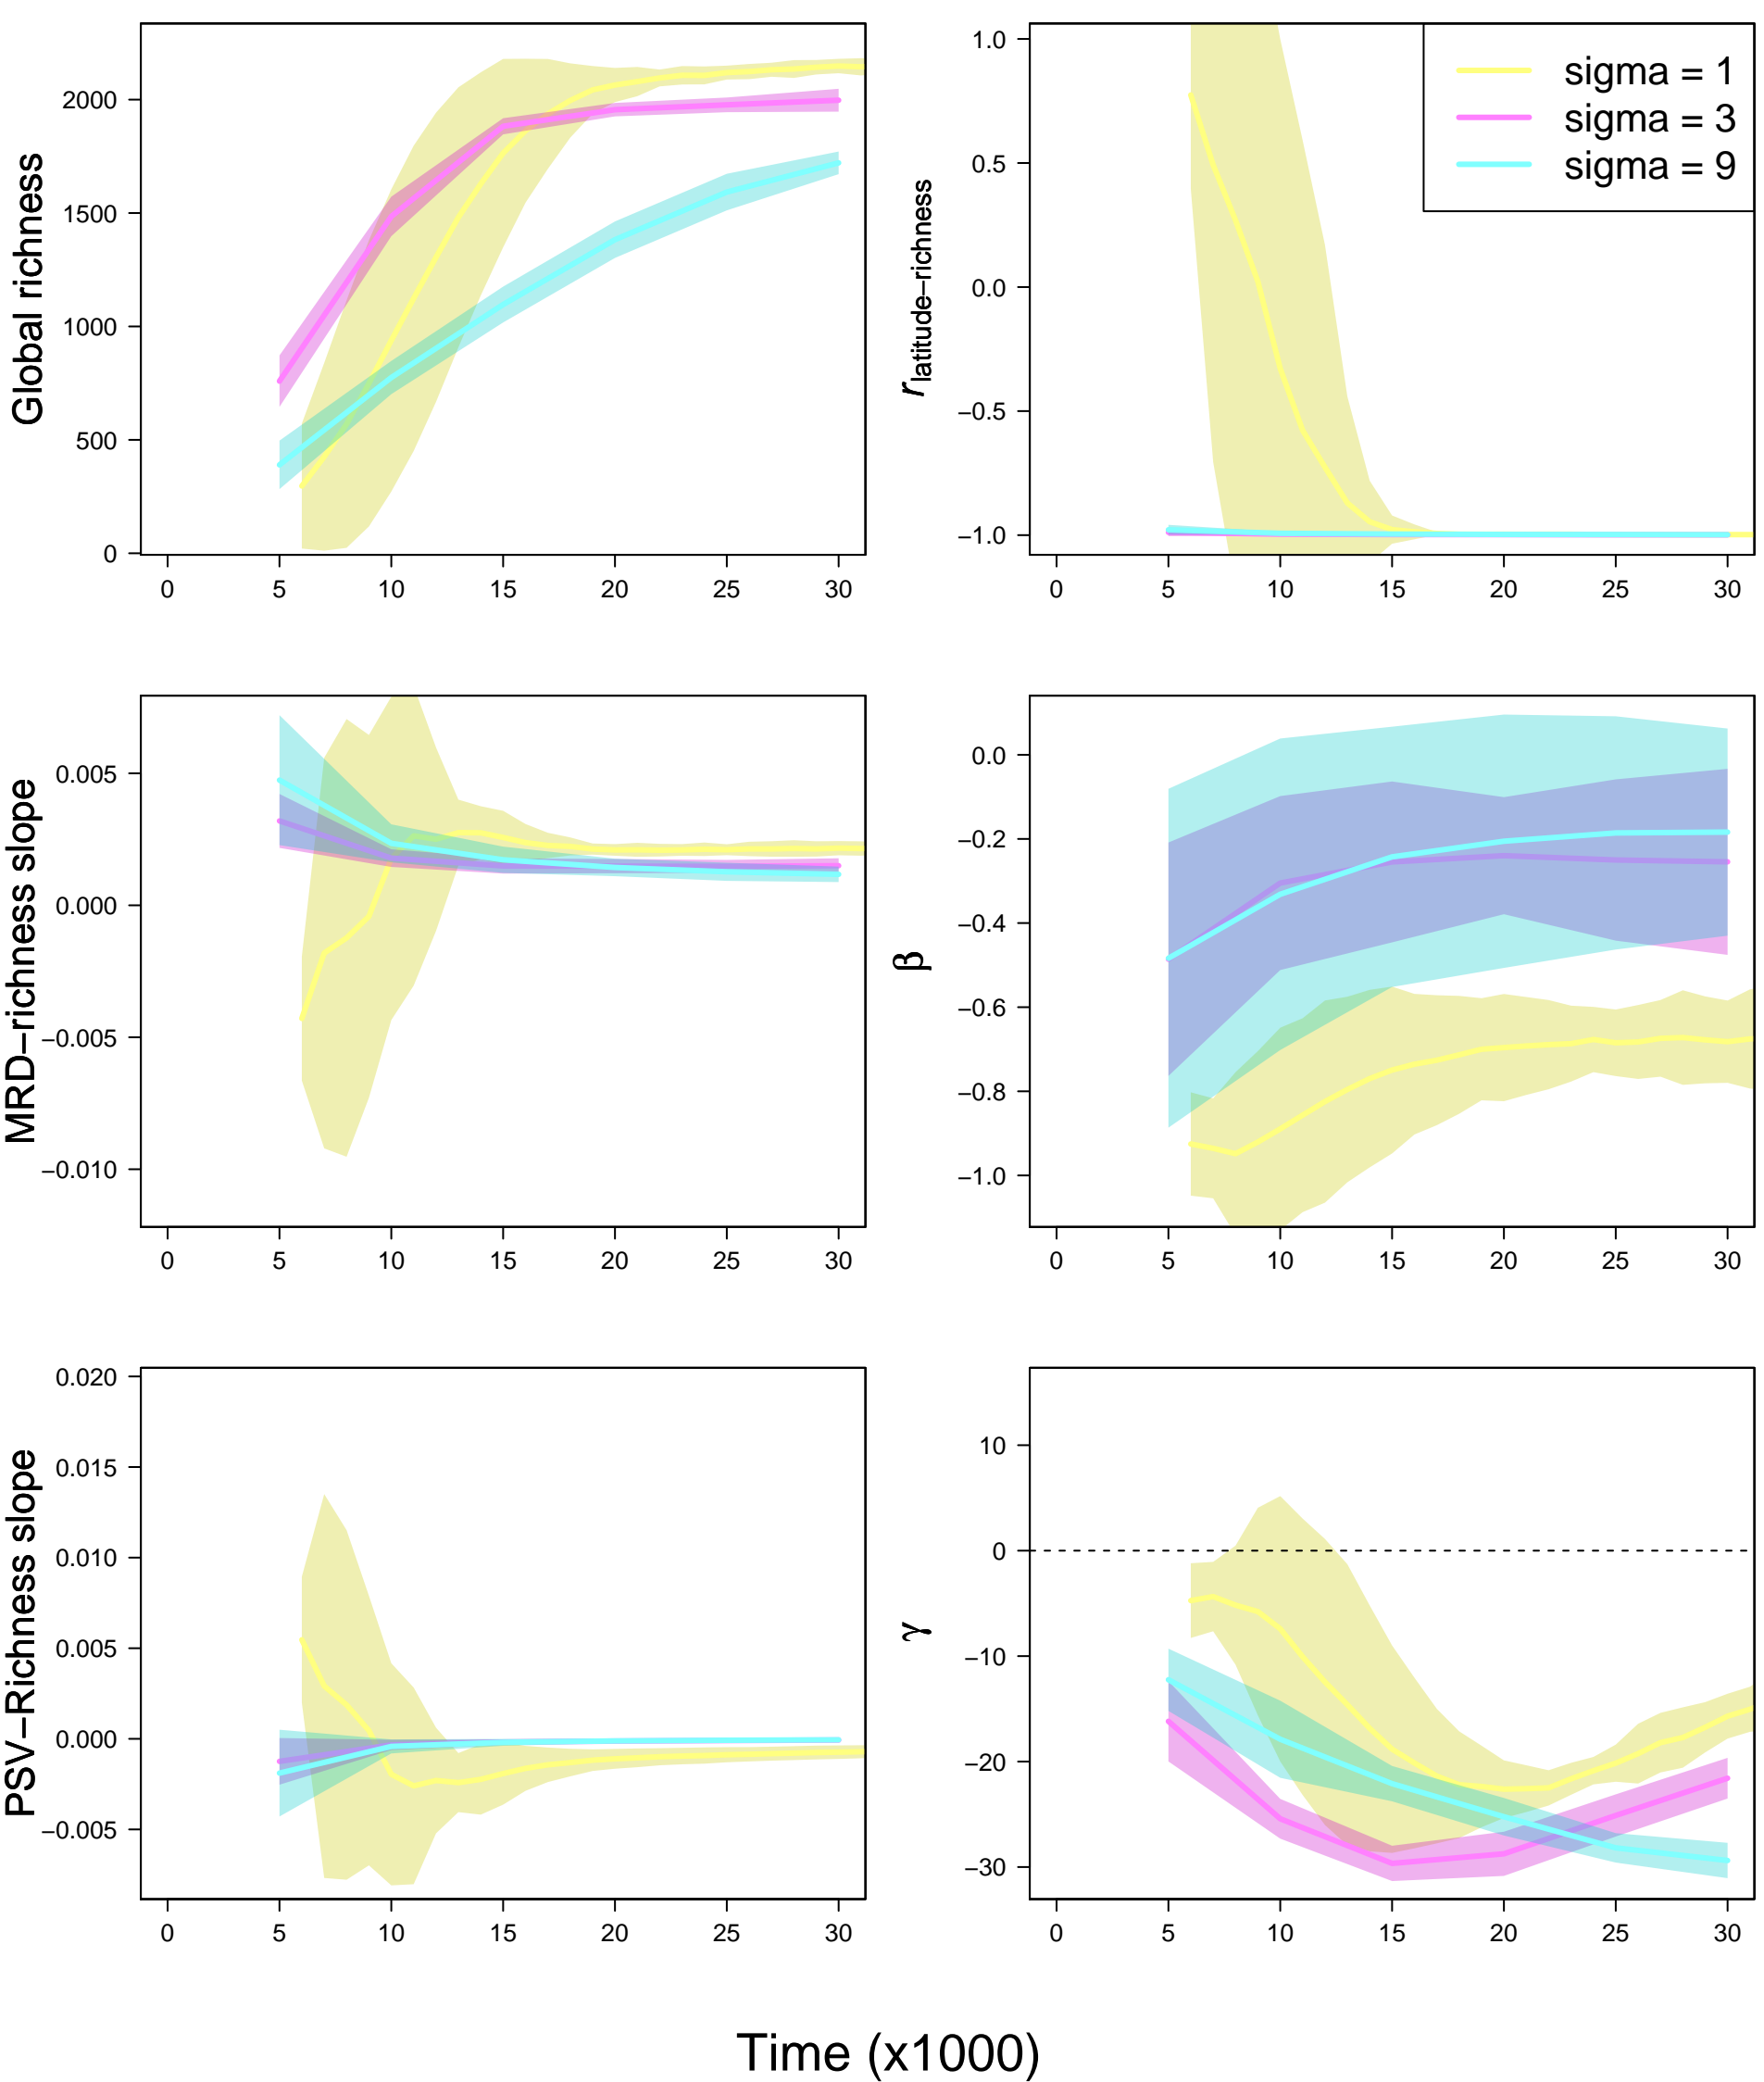 Global richness
2000
1500
1000
500
0
0 5 10 15 20 25 30
r latitude−richness
1.0
0.5
0.0
−0.5
−1.0
0 5 10 15 20 25 30
sigma = 1
sigma = 3
sigma = 9
MRD−richness slope
0.005
0.000
−0.005
−0.010
0 5 10 15 20 25 30
β
0.0
−0.2
−0.4
−0.6
−0.8
−1.0
0 5 10 15 20 25 30
PSV−Richness slope
0.020
0.015
0.010
0.005
0.000
−0.005
0 5 10 15 20 25 30
γ
10
0
−10
−20
−30
0 5 10 15 20 25 30
Time (x1000)